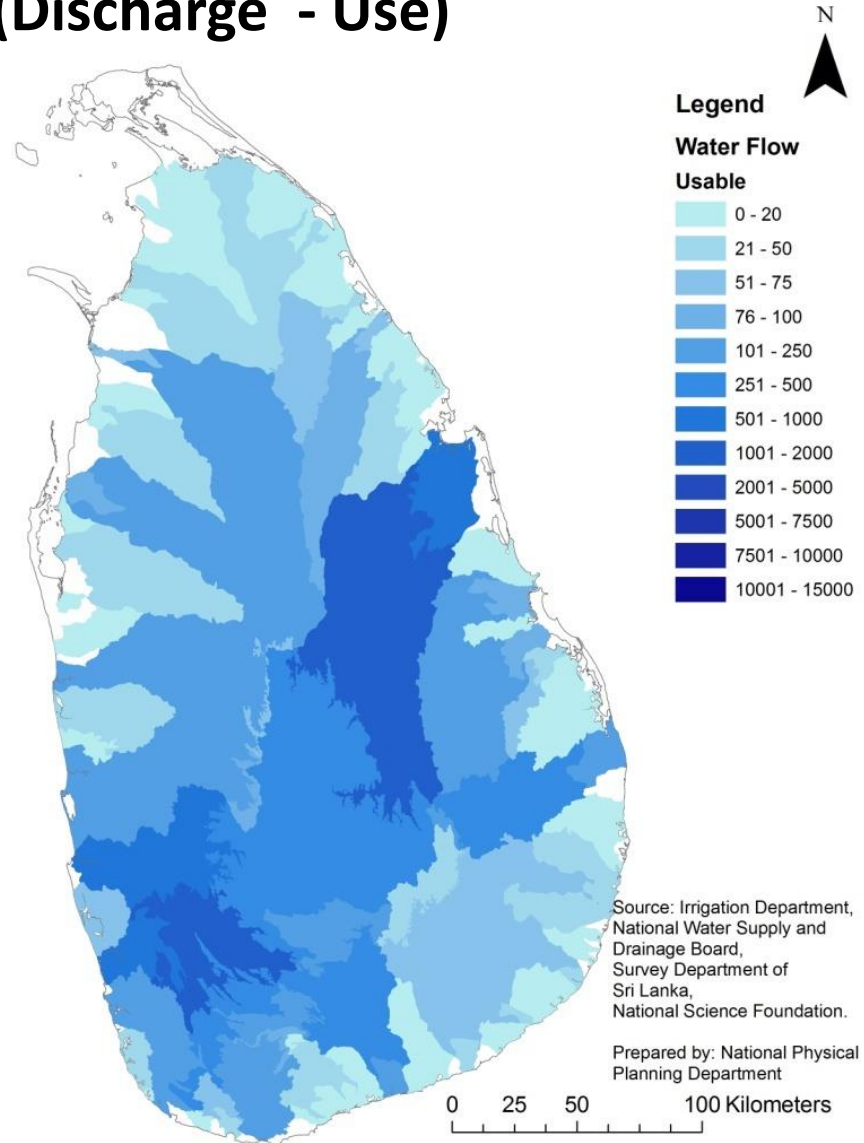 (Discharge - Use)
N
Legend
Water Flow
Usable
0 - 20
21 - 50
51 - 75
76 - 100
101 - 250
251 - 500
501 - 1000
1001 - 2000
2001 - 5000
5001 - 7500
7501 - 10000
10001 - 15000
Source: Irrigation Department,
National Water Supply and
Drainage Board,
Survey Department of
Sri Lanka,
National Science Foundation.
Prepared by: National Physical
Planning Department
0 25 50 100 Kilometers